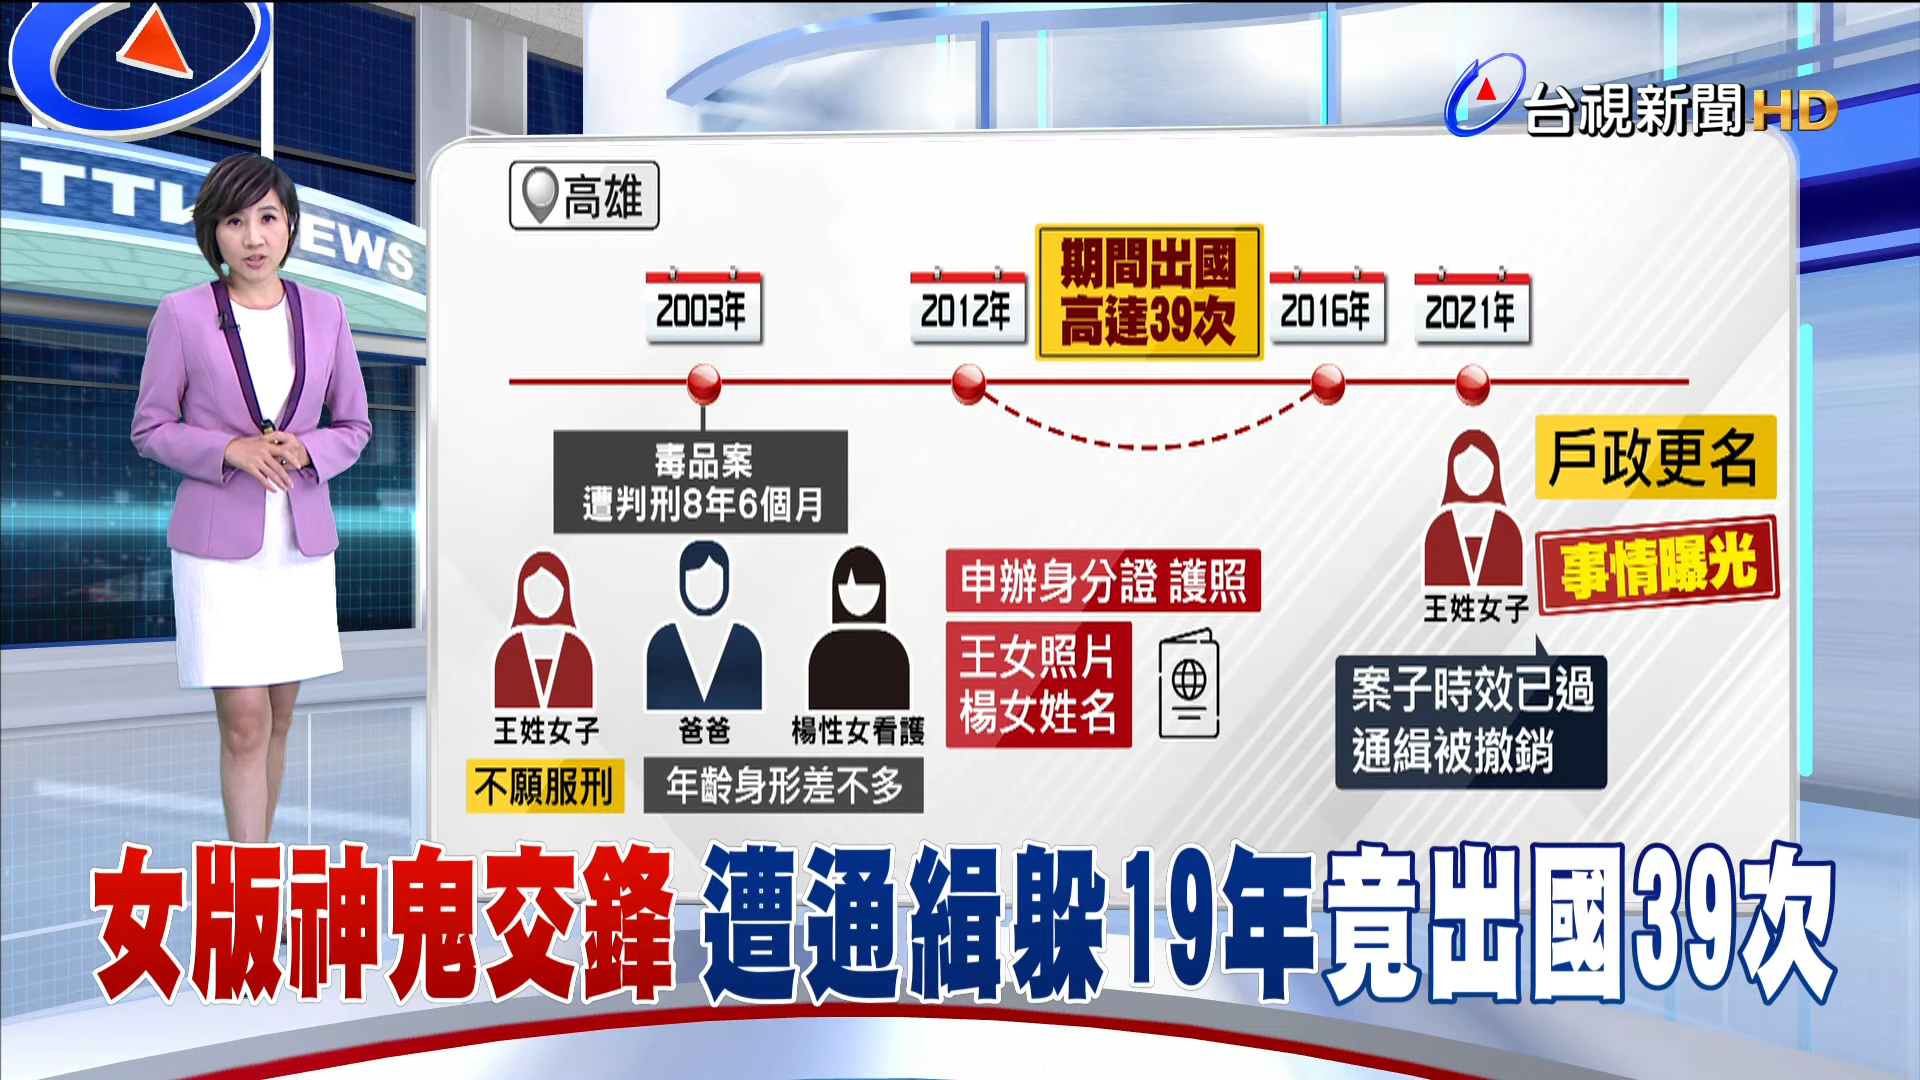 台視新聞HD
TTV NEWS
高雄
2003年
2012年
期間出國
高達39次
2016年
2021年
毒品案
遭判刑8年6個月
王姓女子
爸爸
楊性女看護
不願服刑
年齡身形差不多
申辦身分證 護照
王女照片
楊女姓名
戶政更名
事情曝光
王姓女子
案子時效已過
通緝被撤銷
女版神鬼交鋒 遭通緝躲19年竟出國39次